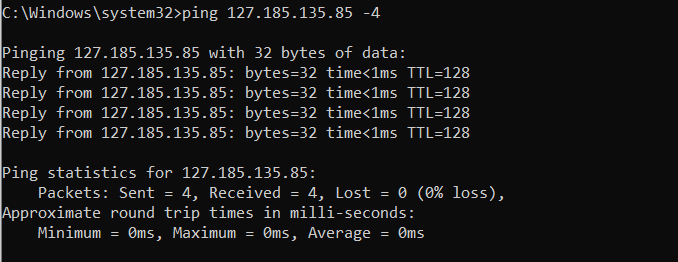 C:\Windows\system32>ping 127.185.135.85 -4
Pinging 127.185.135.85 with 32 bytes of data:
Reply from 127.185.135.85: bytes=32 time<1ms TTL=128
Reply from 127.185.135.85: bytes=32 time<1ms TTL=128
Reply from 127.185.135.85: bytes=32 time<1ms TTL=128
Reply from 127.185.135.85: bytes=32 time<1ms TTL=128
Ping statistics for 127.185.135.85:
Packets: Sent = 4, Received = 4, Lost = 0 (0% loss),
Approximate round trip times in milli-seconds:
Minimum = 0ms, Maximum = 0ms, Average = 0ms